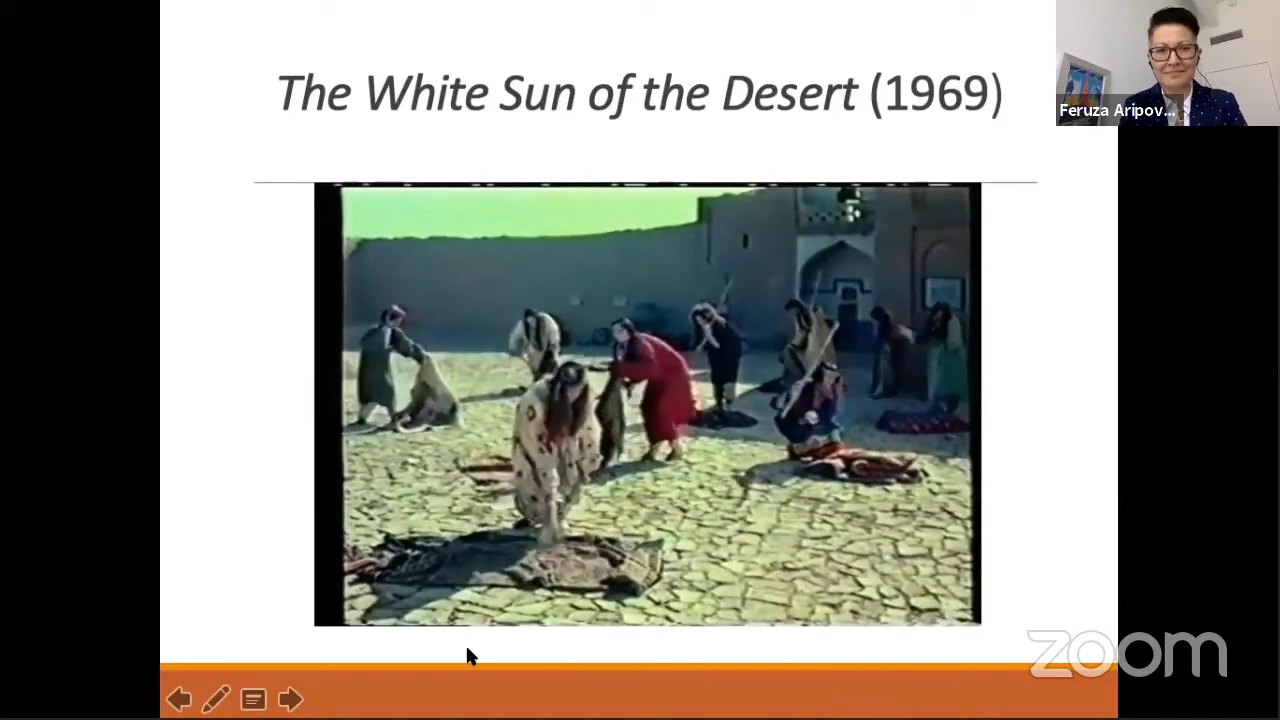 The White Sun of the Desert (1969)
Feruza Aripov...
zoom